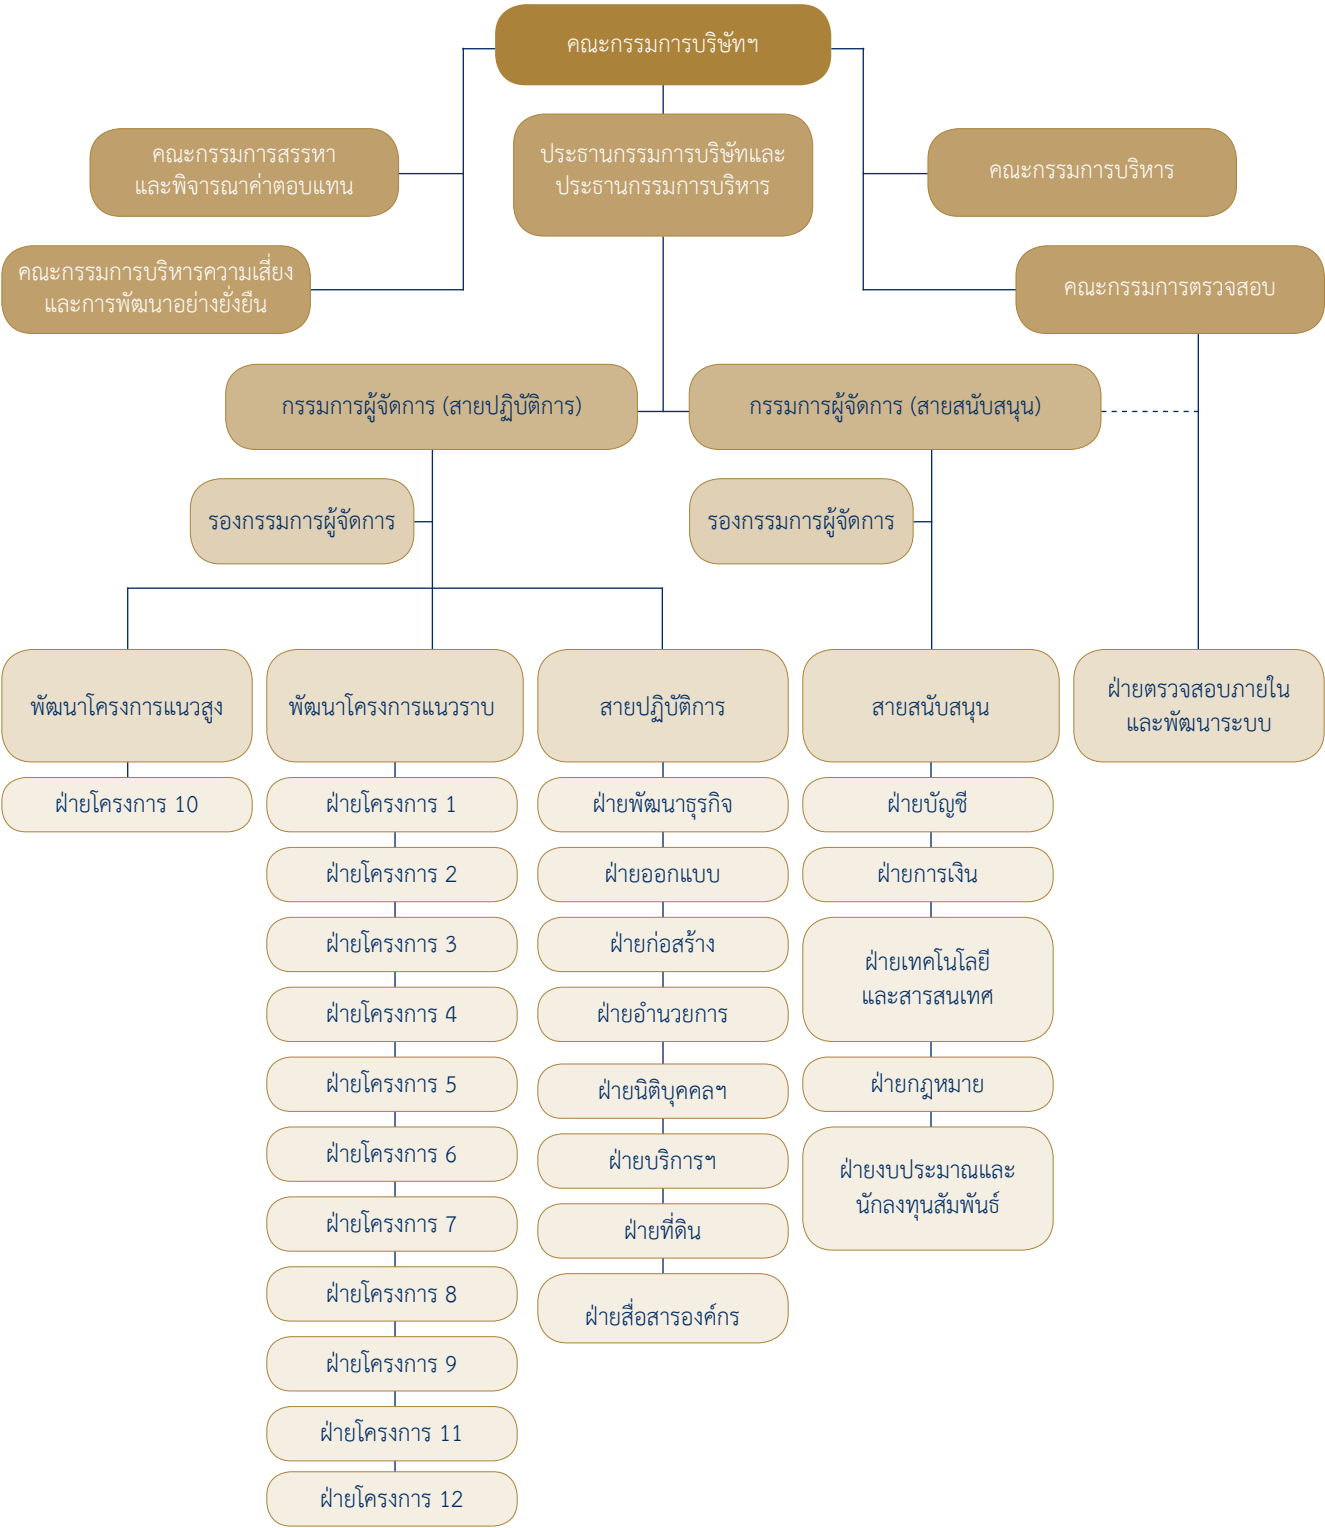 คณะกรรมการบริษัทฯ
คณะกรรมการสรรหา
และพิจารณาค่าตอบแทน
ประธานกรรมการบริษัทและ
ประธานกรรมการบริหาร
คณะกรรมการบริหาร
คณะกรรมการบริหารความเสี่ยง
และการพัฒนาอย่างยั่งยืน
คณะกรรมการตรวจสอบ
กรรมการผู้จัดการ (สายปฏิบัติการ)
กรรมการผู้จัดการ (สายสนับสนุน)
รองกรรมการผู้จัดการ
รองกรรมการผู้จัดการ
พัฒนาโครงการแนวสูง
ฝ่ายโครงการ 10
พัฒนาโครงการแนวราบ
ฝ่ายโครงการ 1
ฝ่ายโครงการ 2
ฝ่ายโครงการ 3
ฝ่ายโครงการ 4
ฝ่ายโครงการ 5
ฝ่ายโครงการ 6
ฝ่ายโครงการ 7
ฝ่ายโครงการ 8
ฝ่ายโครงการ 9
ฝ่ายโครงการ 11
ฝ่ายโครงการ 12
สายปฏิบัติการ
ฝ่ายพัฒนาธุรกิจ
ฝ่ายออกแบบ
ฝ่ายก่อสร้าง
ฝ่ายอำนวยการ
ฝ่ายนิติบุคคลฯ
ฝ่ายบริการฯ
ฝ่ายที่ดิน
ฝ่ายสื่อสารองค์กร
สายสนับสนุน
ฝ่ายบัญชี
ฝ่ายการเงิน
ฝ่ายเทคโนโลยี
และสารสนเทศ
ฝ่ายกฎหมาย
ฝ่ายงบประมาณและ
นักลงทุนสัมพันธ์
ฝ่ายตรวจสอบภายใน
และพัฒนาระบบ